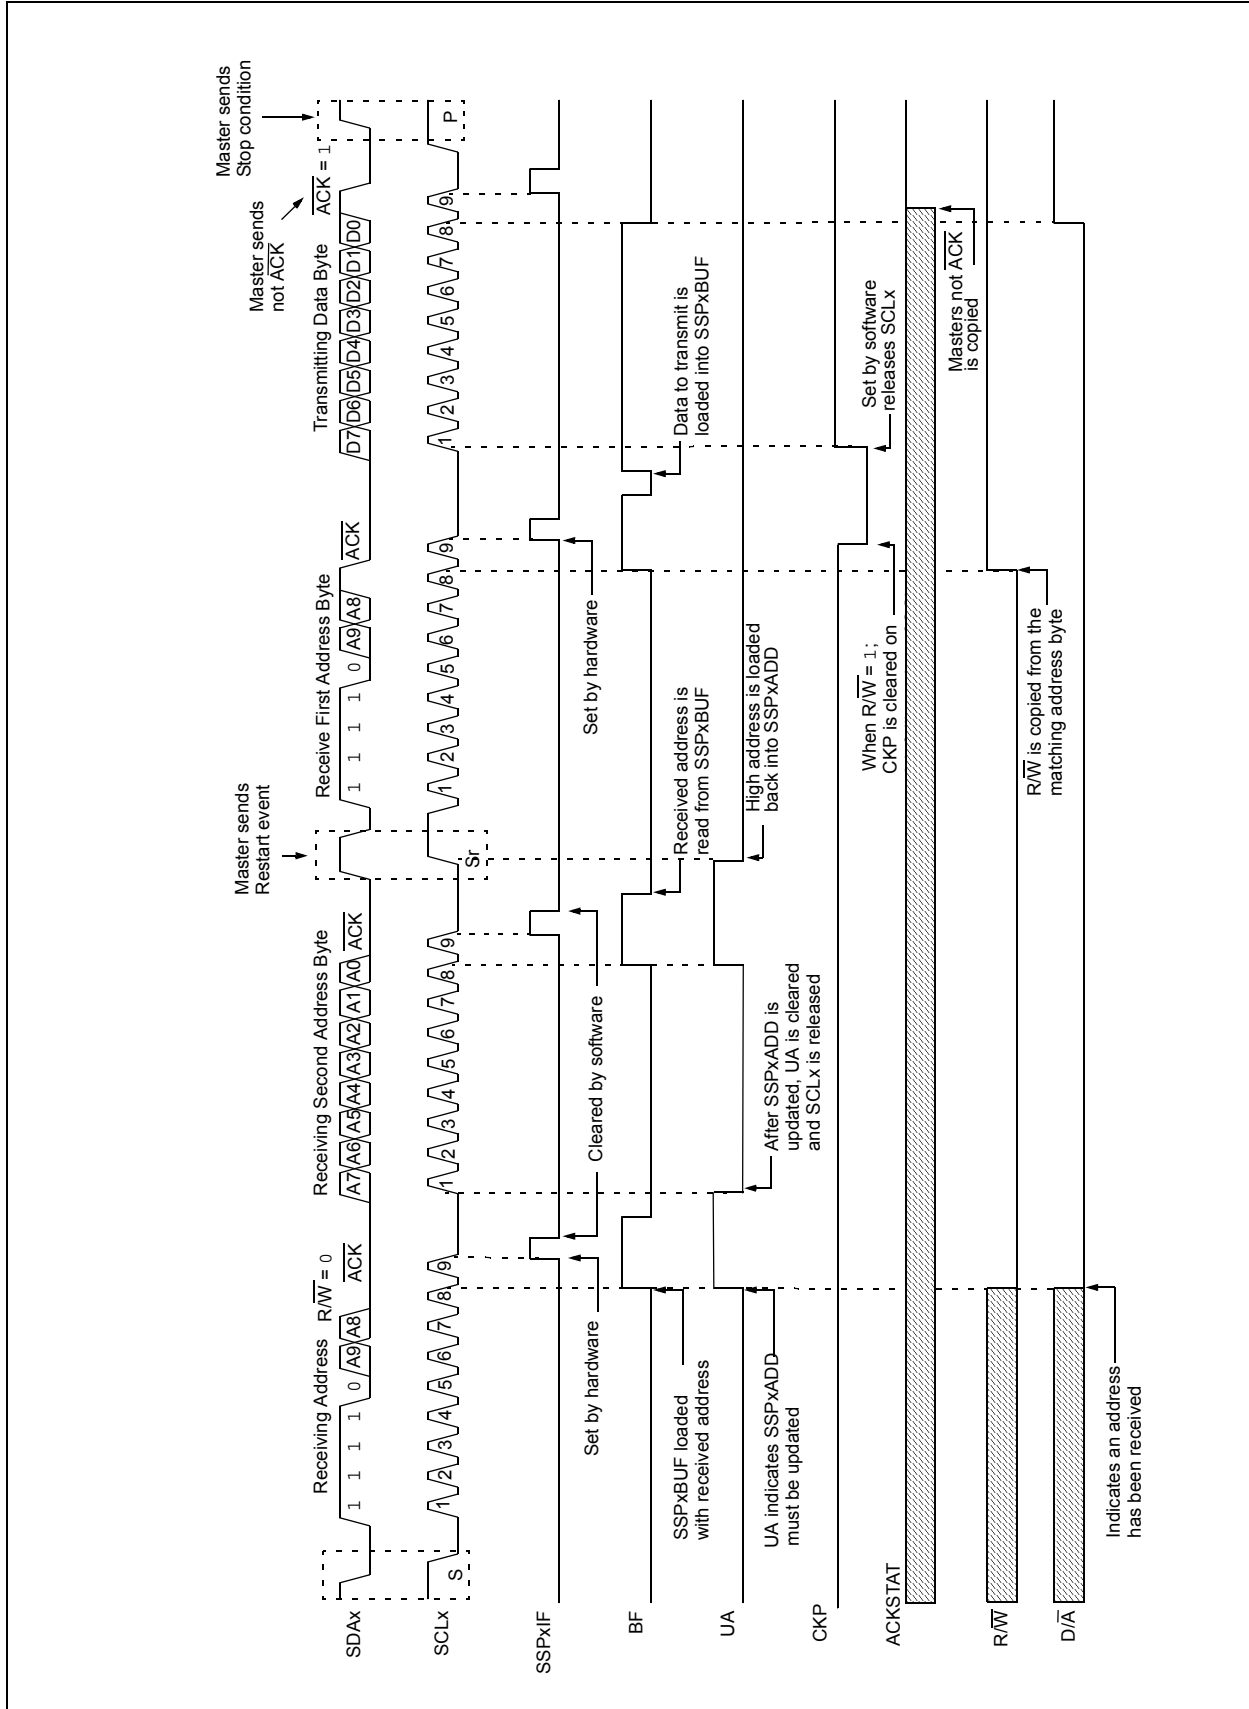 Master sends
Stop condition
Master sends
not ACK
Master sends
Restart event
Receiving Address R/W = 0
Receiving Second Address Byte
Receive First Address Byte
Transmitting Data Byte
ACK = 1
SDAx
1 1 1 1 0 A9 A8 ACK
A7 A6 A5 A4 A3 A2 A1 A0 ACK
1 1 1 1 0 A9 A8 ACK
D7 D6 D5 D4 D3 D2 D1 D0
SCLx
S
1 2 3 4 5 6 7 8 9
1 2 3 4 5 6 7 8 9
Sr
1 2 3 4 5 6 7 8 9
1 2 3 4 5 6 7 8 9
P
SSPxIF
Set by hardware
Cleared by software
Set by hardware
BF
SSPxBUF loaded
with received address
Received address is
read from SSPxBUF
Data to transmit is
loaded into SSPxBUF
UA
UA indicates SSPxADD
must be updated
After SSPxADD is
updated, UA is cleared
and SCLx is released
High address is loaded
back into SSPxADD
CKP
When R/W = 1;
CKP is cleared on
Set by software
releases SCLx
ACKSTAT
Masters not ACK
is copied
R/W
R/W is copied from the
matching address byte
D/A
Indicates an address
has been received